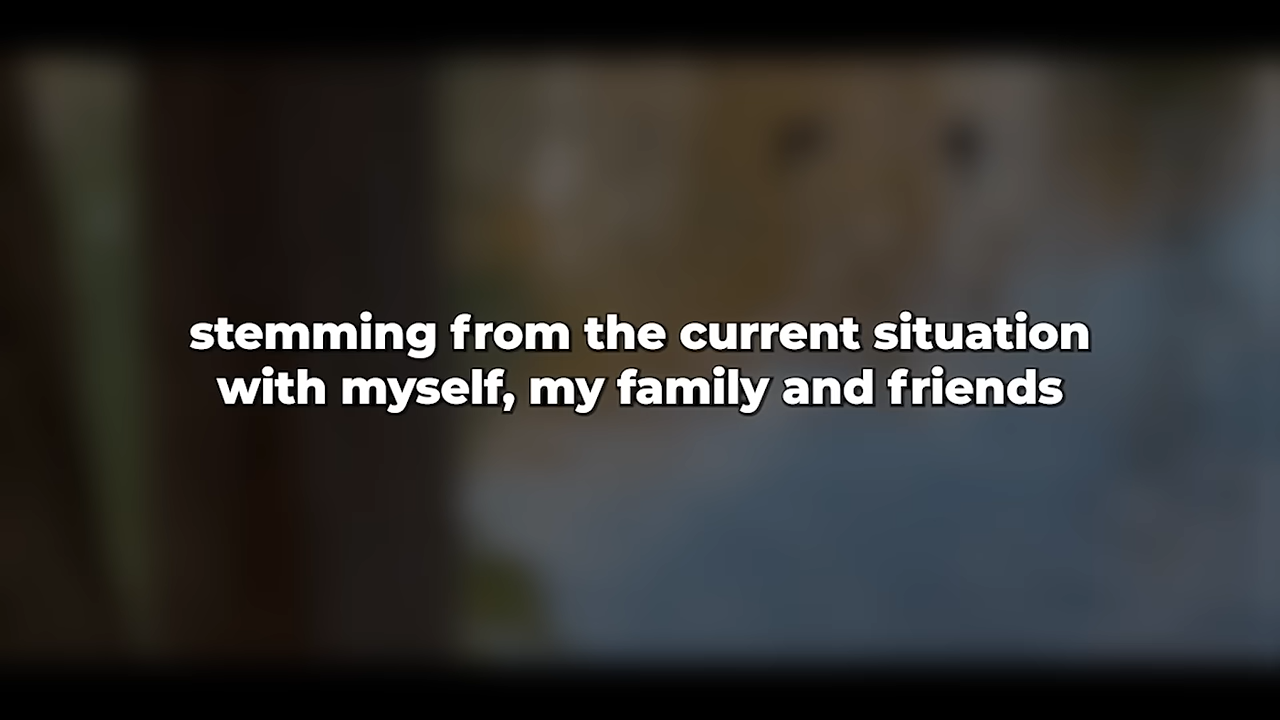 stemming from the current situation
with myself, my family and friends